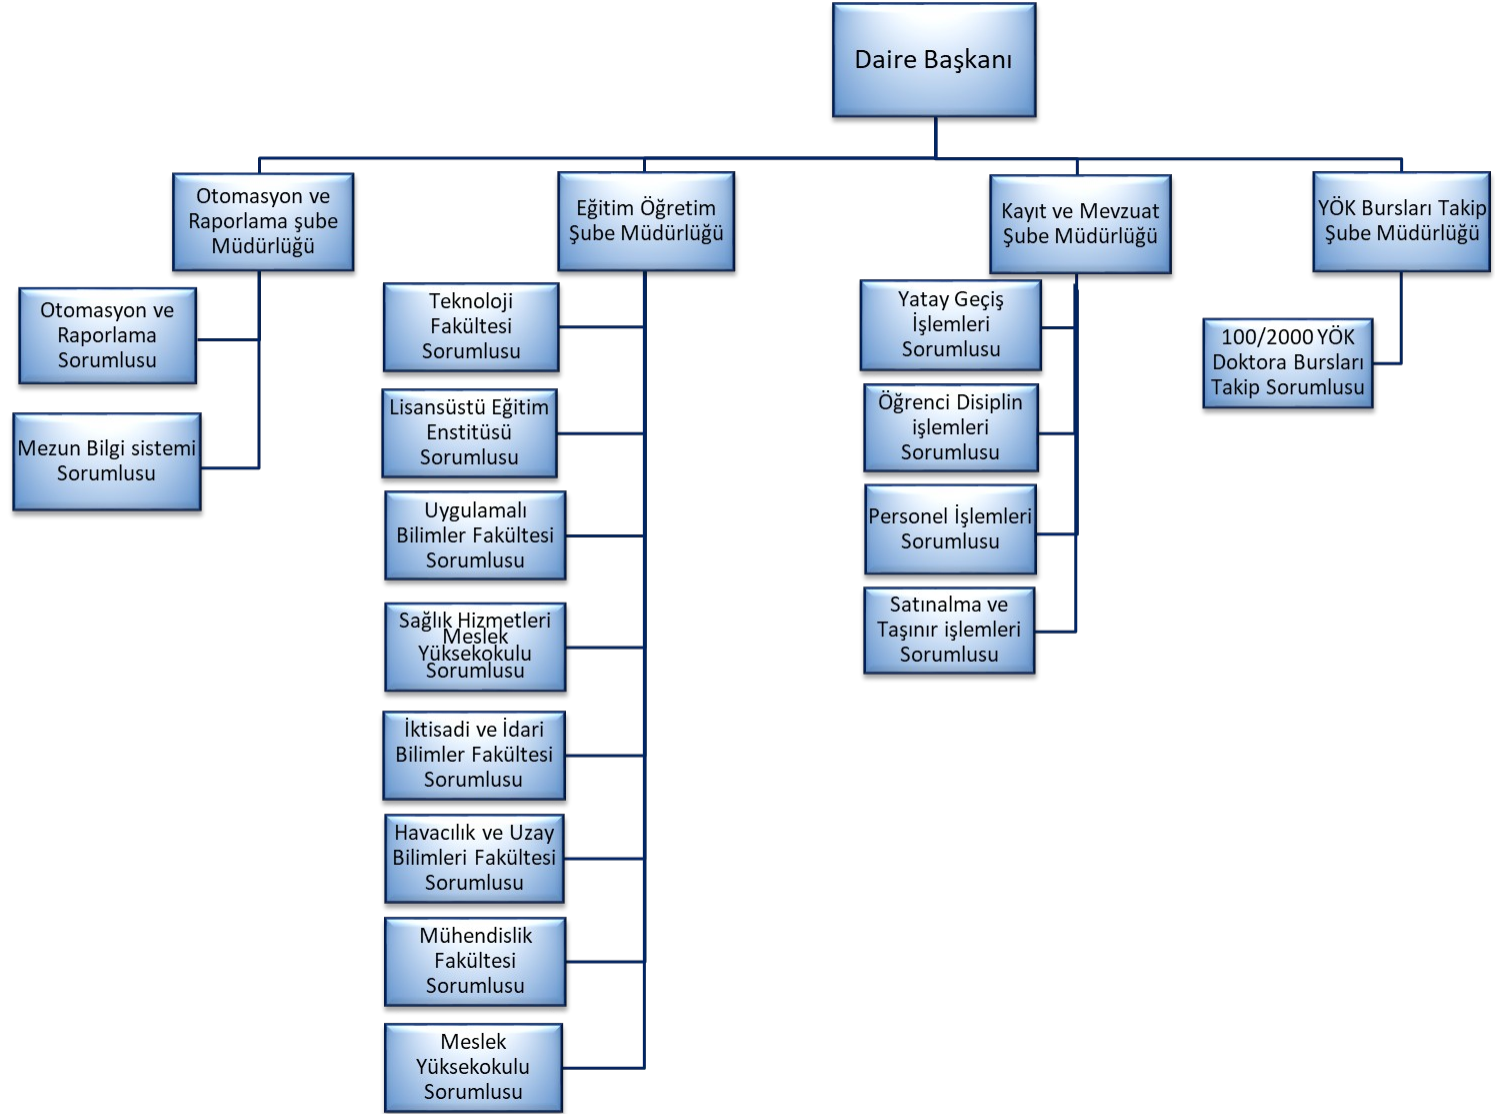 Daire Başkanı
Otomasyon ve
Raporlama şube
Müdürlüğü
Otomasyon ve
Raporlama
Sorumlusu
Mezun Bilgi sistemi
Sorumlusu
Eğitim Öğretim
Şube Müdürlüğü
Teknoloji
Fakültesi
Sorumlusu
Lisansüstü Eğitim
Enstitüsü
Sorumlusu
Uygulamalı
Bilimler Fakültesi
Sorumlusu
Sağlık Hizmetleri
Meslek
Yüksekokulu
Sorumlusu
İktisadi ve İdari
Bilimler Fakültesi
Sorumlusu
Havacılık ve Uzay
Bilimleri Fakültesi
Sorumlusu
Mühendislik
Fakültesi
Sorumlusu
Meslek
Yüksekokulu
Sorumlusu
Kayıt ve Mevzuat
Şube Müdürlüğü
Yatay Geçiş
İşlemleri
Sorumlusu
Öğrenci Disiplin
işlemleri
Sorumlusu
Personel İşlemleri
Sorumlusu
Satınalma ve
Taşınır işlemleri
Sorumlusu
YÖK Bursları Takip
Şube Müdürlüğü
100/2000 YÖK
Doktora Bursları
Takip Sorumlusu